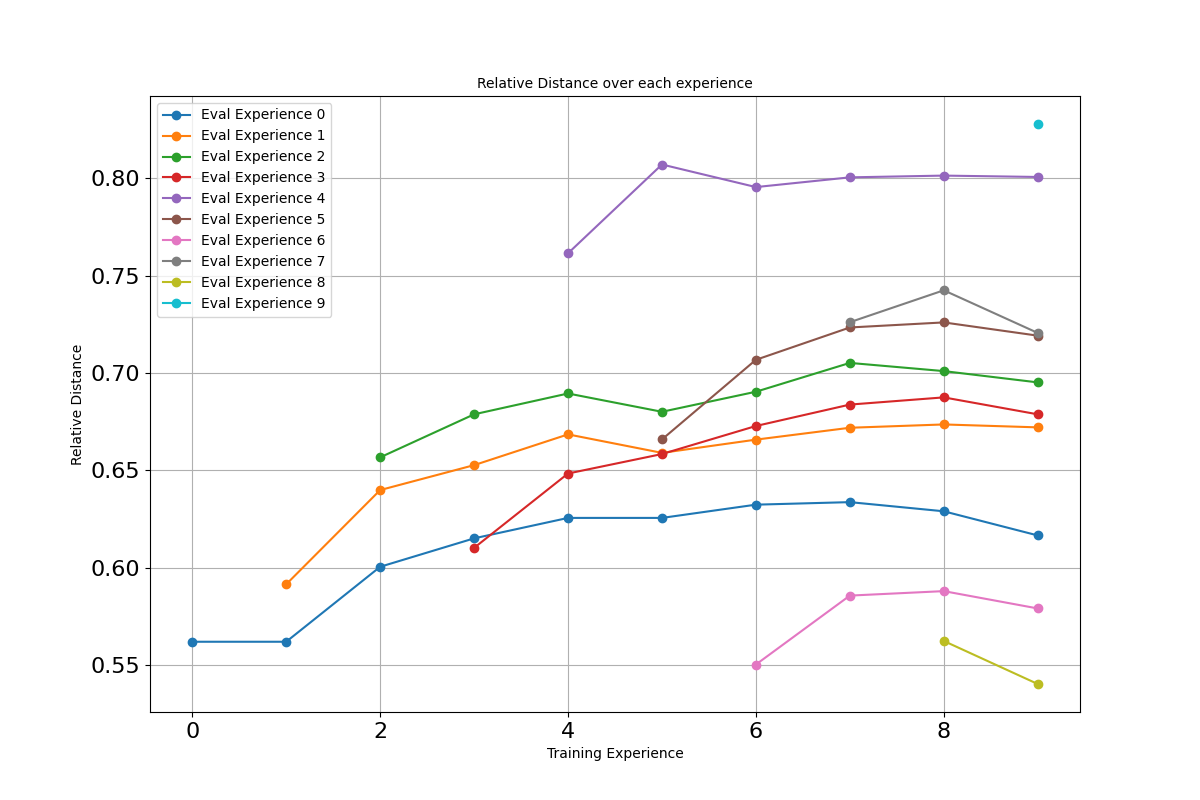 Relative Distance over each experience
Eval Experience 0
Eval Experience 1
Eval Experience 2
Eval Experience 3
Eval Experience 4
Eval Experience 5
Eval Experience 6
Eval Experience 7
Eval Experience 8
Eval Experience 9
0.80
0.75
0.70
0.65
0.60
0.55
Relative Distance
0 2 4 6 8
Training Experience